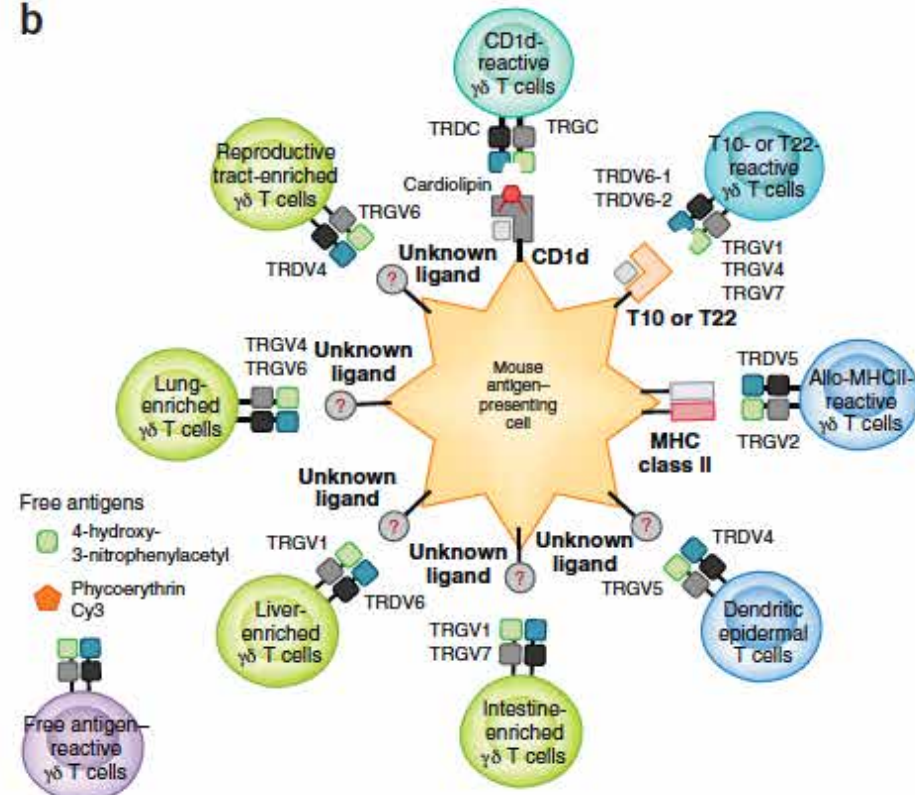 b
CD1d-
reactive
γδ T cells
TRDC
TRGC
Cardiolipin
CD1d
T10- or T22-
reactive
γδ T cells
TRDV6-1
TRDV6-2
TRGV1
TRGV4
TRGV7
T10 or T22
Reproductive
tract-enriched
γδ T cells
TRGV6
TRDV4
Unknown
ligand
?
Lung-
enriched
γδ T cells
TRGV4
TRGV6
Unknown
ligand
?
Mouse
antigen–
presenting
cell
TRDV5
Allo-MHCII-
reactive
γδ T cells
TRGV2
MHC
class II
Free antigens
4-hydroxy-
3-nitrophenylacetyl
Phycoerythrin
Cy3
Free antigen–
reactive
γδ T cells
Unknown
ligand
?
TRGV1
TRDV6
Liver-
enriched
γδ T cells
Unknown
ligand
?
TRGV1
TRGV7
Intestine-
enriched
γδ T cells
Unknown
ligand
?
TRDV4
TRGV5
Dendritic
epidermal
T cells